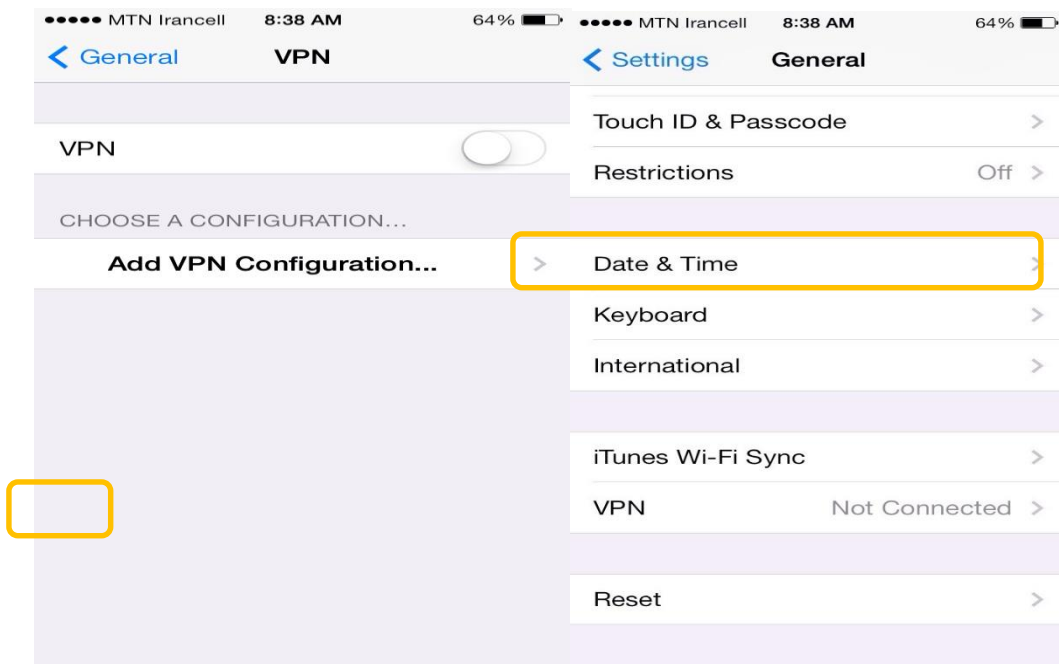 MTN Irancell 8:38 AM 64%
General VPN
VPN
CHOOSE A CONFIGURATION...
Add VPN Configuration...
MTN Irancell 8:38 AM 64%
Settings General
Touch ID & Passcode
Restrictions Off
Date & Time
Keyboard
International
iTunes Wi-Fi Sync
VPN Not Connected
Reset